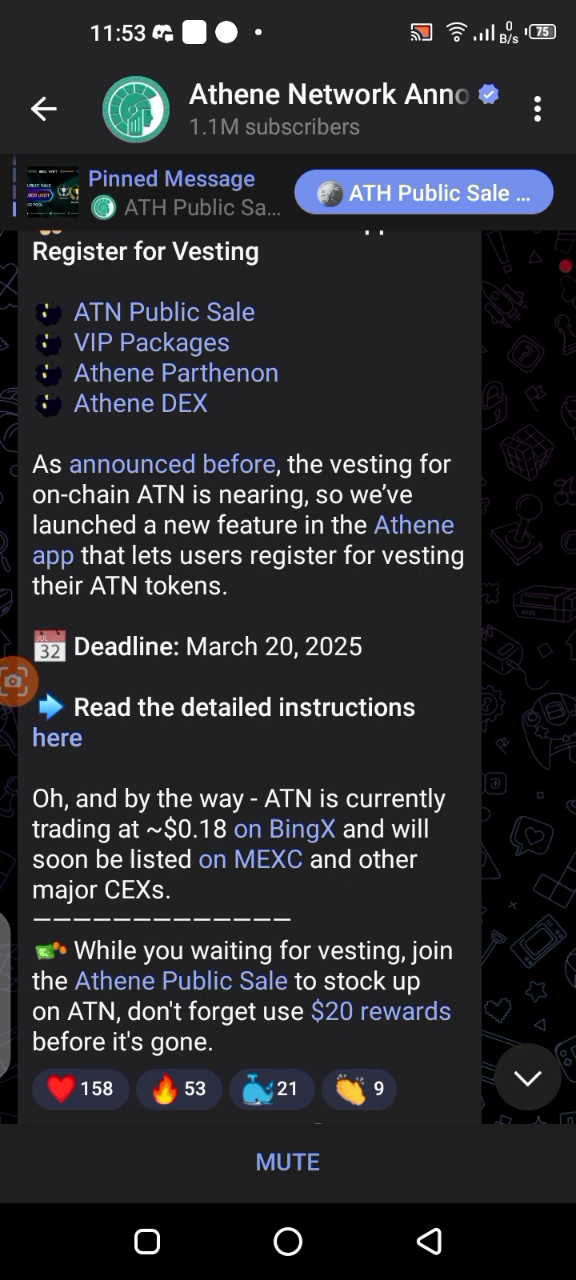 11:53
0
B/s
75
Athene Network Anno
1.1M subscribers
Pinned Message
ATH Public Sa...
ATH Public Sale ...
Register for Vesting
ATN Public Sale
VIP Packages
Athene Parthenon
Athene DEX
As announced before, the vesting for
on-chain ATN is nearing, so we’ve
launched a new feature in the Athene
app that lets users register for vesting
their ATN tokens.
JUL
32
Deadline: March 20, 2025
Read the detailed instructions
here
Oh, and by the way - ATN is currently
trading at ~$0.18 on BingX and will
soon be listed on MEXC and other
major CEXs.
—————————————
While you waiting for vesting, join
the Athene Public Sale to stock up
on ATN, don't forget use $20 rewards
before it's gone.
158
53
21
9
MUTE